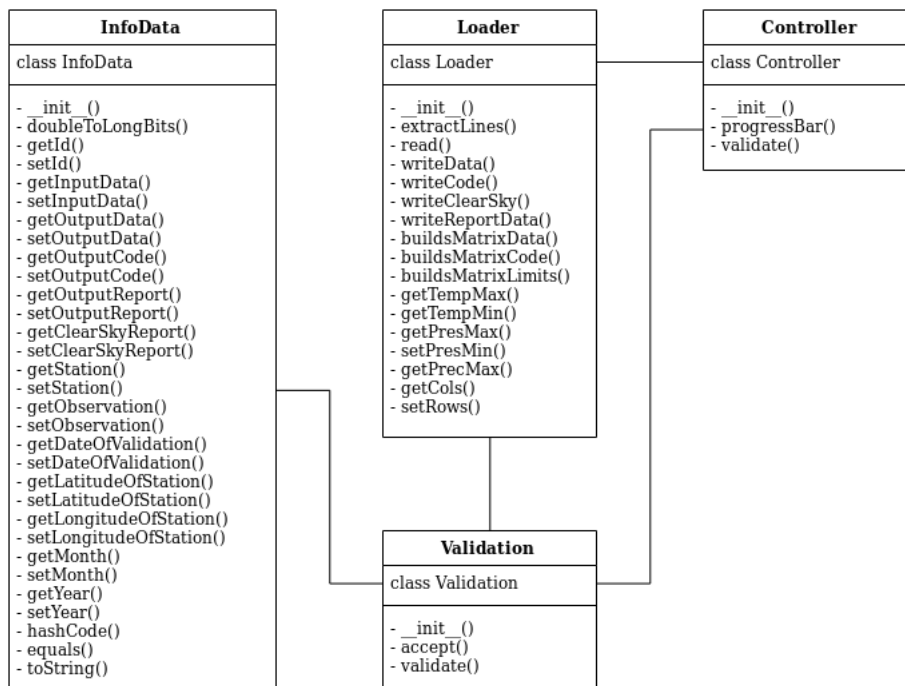 InfoData
class InfoData
- __init__()
- doubleToLongBits()
- getId()
- setId()
- getInputData()
- setInputData()
- getOutputData()
- setOutputData()
- getOutputCode()
- setOutputCode()
- getOutputReport()
- setOutputReport()
- getClearSkyReport()
- setClearSkyReport()
- getStation()
- setStation()
- getObservation()
- setObservation()
- getDateOfValidation()
- setDateOfValidation()
- getLatitudeOfStation()
- setLatitudeOfStation()
- getLongitudeOfStation()
- setLongitudeOfStation()
- getMonth()
- setMonth()
- getYear()
- setYear()
- hashCode()
- equals()
- toString()
Loader
class Loader
- __init__()
- extractLines()
- read()
- writeData()
- writeCode()
- writeClearSky()
- writeReportData()
- buildsMatrixData()
- buildsMatrixCode()
- buildsMatrixLimits()
- getTempMax()
- getTempMin()
- getPresMax()
- setPresMin()
- getPrecMax()
- getCols()
- setRows()
Controller
class Controller
- __init__()
- progressBar()
- validate()
Validation
class Validation
- __init__()
- accept()
- validate()